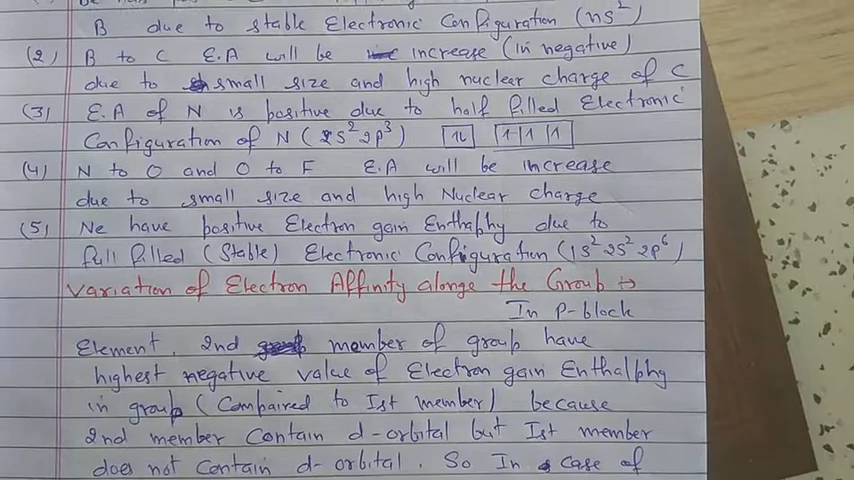 B due to stable Electronic Configuration (ns²)
(2) B to C E.A will be increase (in negative)
due to small size and high nuclear charge of C
(3) E.A of N is positive due to half filled Electronic
Configuration of N (2s² 2p³) 1L 1 1 1
(4) N to O and O to F E.A will be increase
due to small size and high Nuclear charge
(5) Ne have positive Electron gain Enthalphy due to
full filled (Stable) Electronic Configuration (1s² 2s² 2p⁶)
Variation of Electron Affinity alonge the Group →
In P-block
Element, 2nd member of group have
highest negative value of Electron gain Enthalphy
in group (Compaired to Ist member) because
2nd member Contain d-orbital but Ist member
does not Contain d-orbital. So In case of